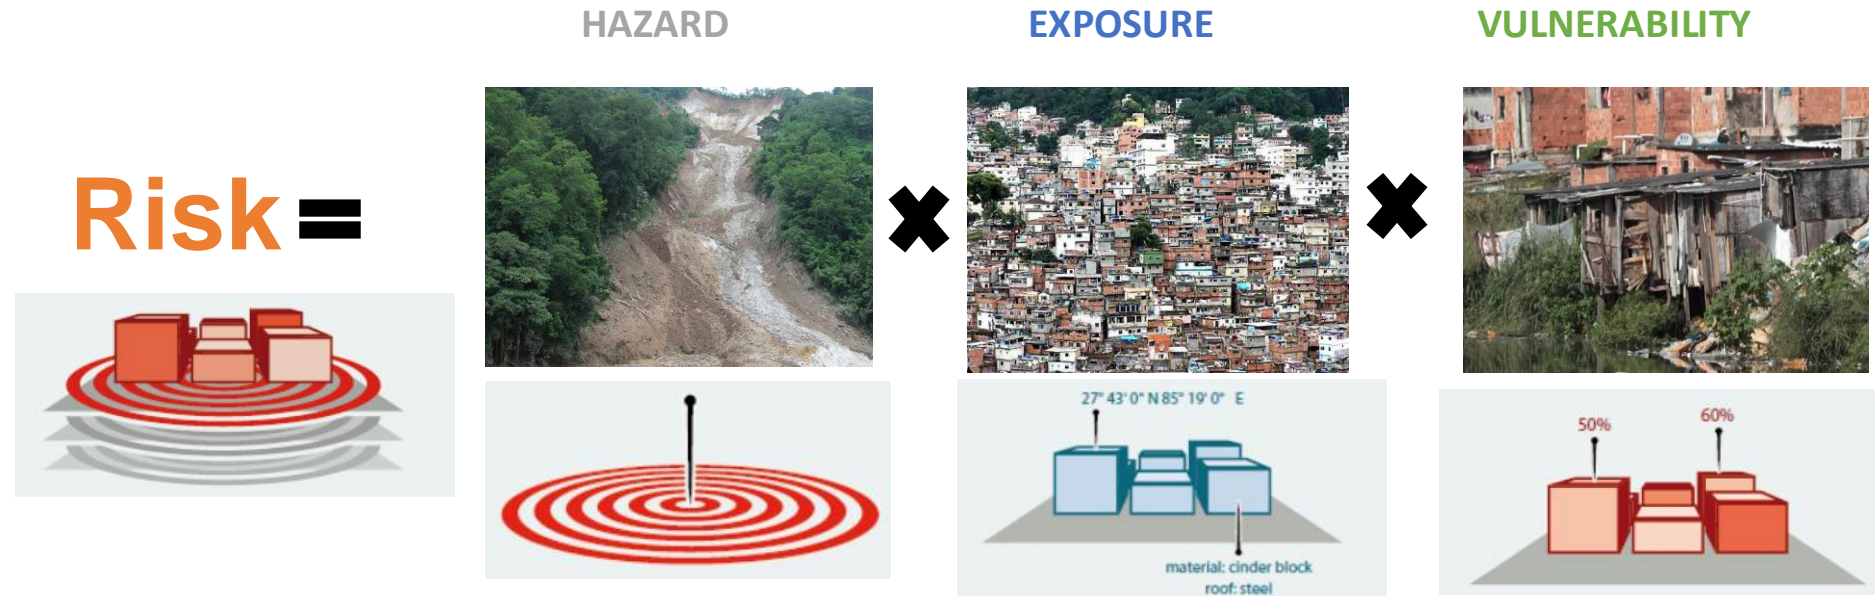 HAZARD
EXPOSURE
VULNERABILITY
Risk =
27° 43' 0" N 85° 19' 0" E
material: cinder block
roof: steel
50%
60%